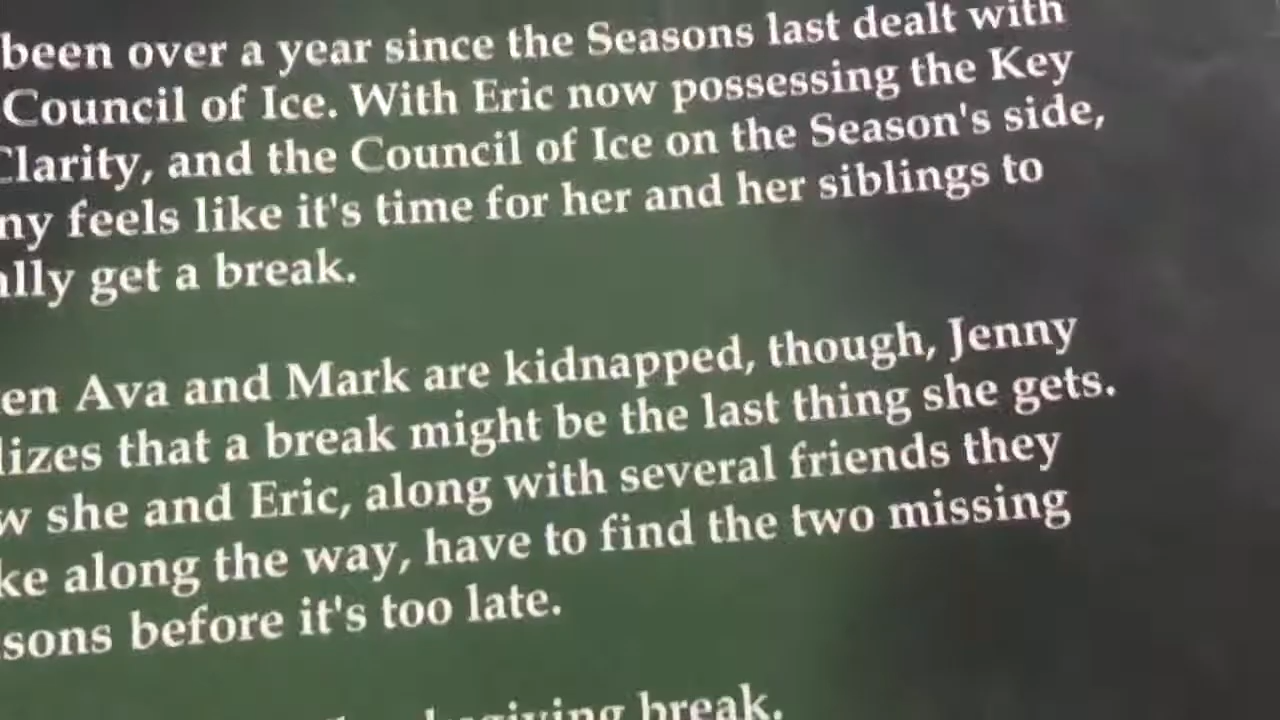 been over a year since the Seasons last dealt with
Council of Ice. With Eric now possessing the Key
Clarity, and the Council of Ice on the Season's side,
ny feels like it's time for her and her siblings to
ally get a break.
en Ava and Mark are kidnapped, though, Jenny
lizes that a break might be the last thing she gets.
w she and Eric, along with several friends they
ke along the way, have to find the two missing
sons before it's too late.
break.